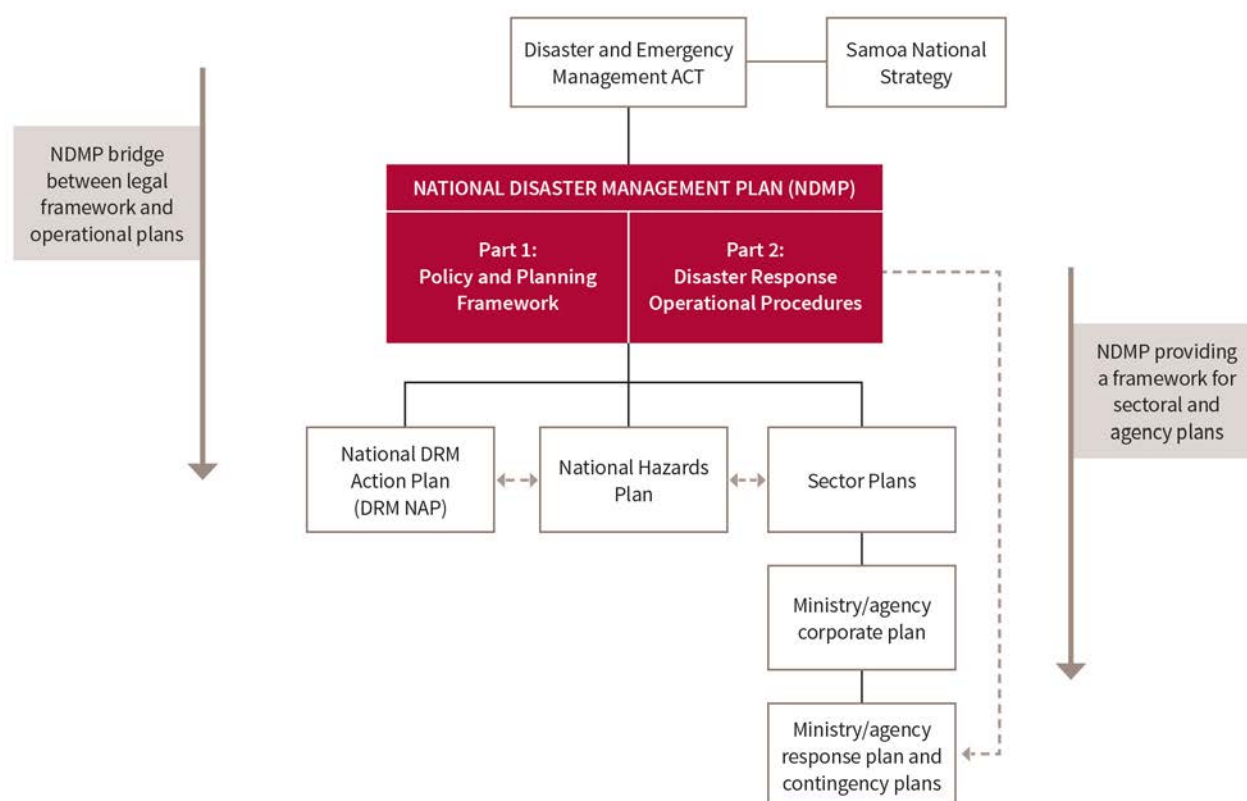 Disaster and Emergency
Management ACT
Samoa National
Strategy
NDMP bridge
between legal
framework and
operational plans
NATIONAL DISASTER MANAGEMENT PLAN (NDMP)
Part 1:
Policy and Planning
Framework
Part 2:
Disaster Response
Operational Procedures
NDMP providing
a framework for
sectoral and
agency plans
National DRM
Action Plan
(DRM NAP)
National Hazards
Plan
Sector Plans
Ministry/agency
corporate plan
Ministry/agency
response plan and
contingency plans